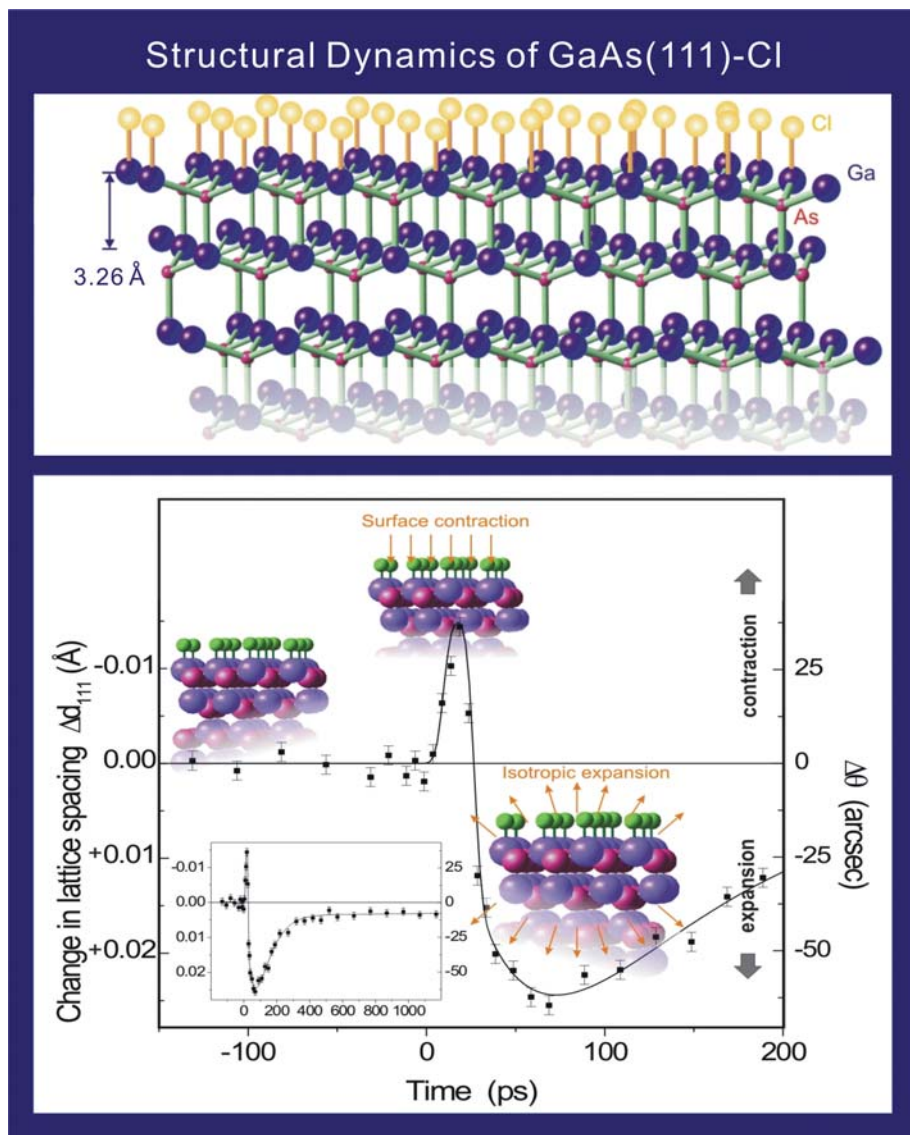 Structural Dynamics of GaAs(111)-Cl
Cl
Ga
As
3.26 Å
Surface contraction
contraction
-0.01
25
0.00
0
Isotropic expansion
+0.01
-25
expansion
+0.02
-50
Change in lattice spacing Δd111 (Å)
Δθ (arcsec)
-0.01
25
0.00
0
0.01
-25
0.02
-50
0 200 400 600 800 1000
-100 0 100 200
Time (ps)